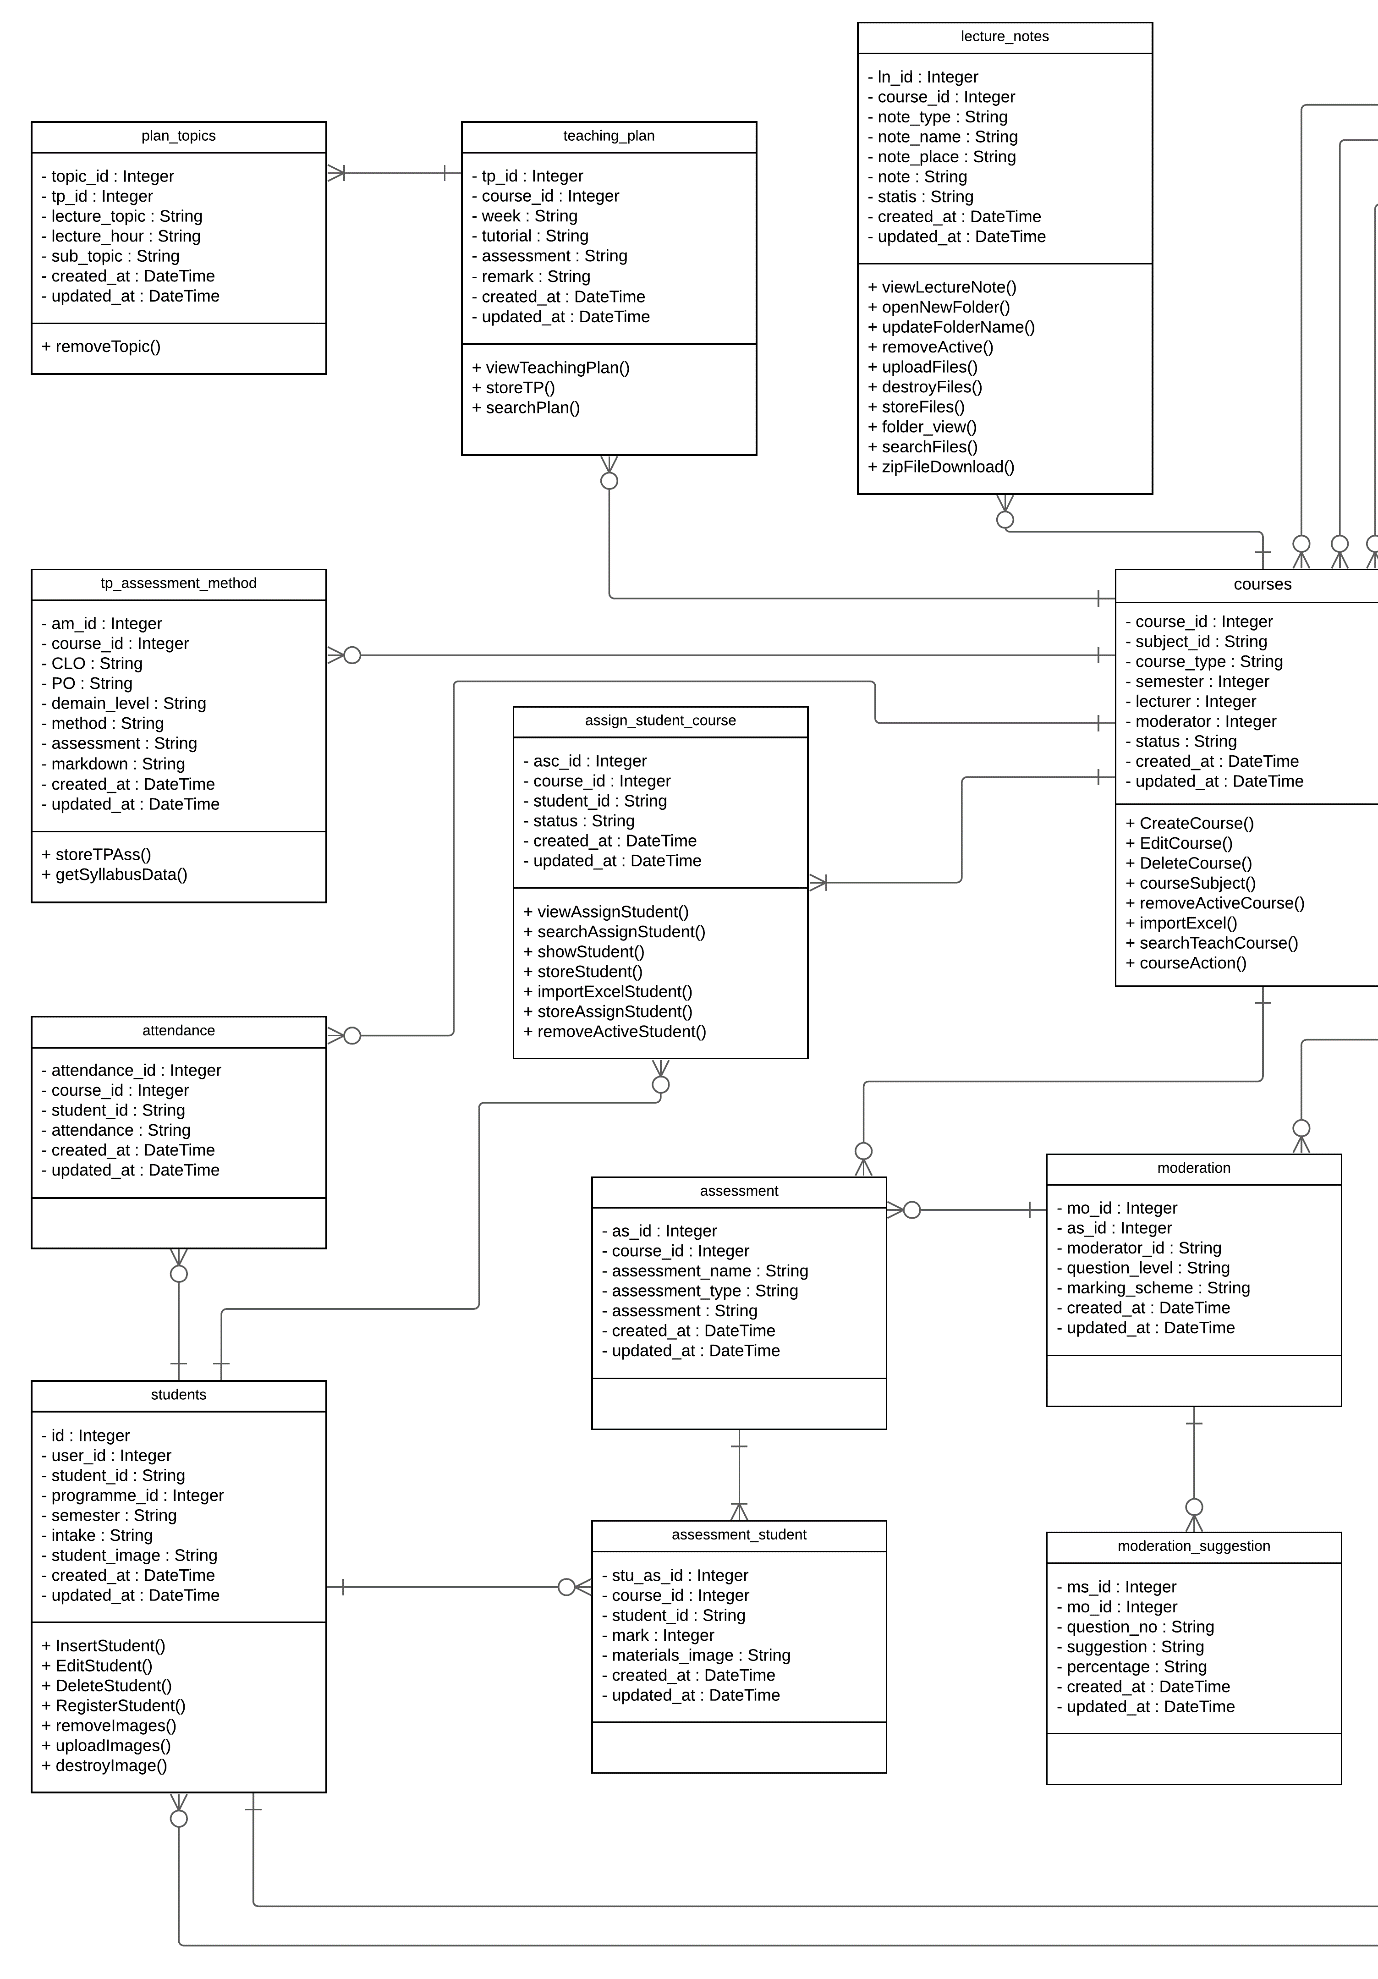 lecture_notes
- ln_id : Integer
- course_id : Integer
- note_type : String
- note_name : String
- note_place : String
- note : String
- statis : String
- created_at : DateTime
- updated_at : DateTime
+ viewLectureNote()
+ openNewFolder()
+ updateFolderName()
+ removeActive()
+ uploadFiles()
+ destroyFiles()
+ storeFiles()
+ folder_view()
+ searchFiles()
+ zipFileDownload()
plan_topics
- topic_id : Integer
- tp_id : Integer
- lecture_topic : String
- lecture_hour : String
- sub_topic : String
- created_at : DateTime
- updated_at : DateTime
+ removeTopic()
teaching_plan
- tp_id : Integer
- course_id : Integer
- week : String
- tutorial : String
- assessment : String
- remark : String
- created_at : DateTime
- updated_at : DateTime
+ viewTeachingPlan()
+ storeTP()
+ searchPlan()
tp_assessment_method
- am_id : Integer
- course_id : Integer
- CLO : String
- PO : String
- demain_level : String
- method : String
- assessment : String
- markdown : String
- created_at : DateTime
- updated_at : DateTime
+ storeTPAss()
+ getSyllabusData()
courses
- course_id : Integer
- subject_id : String
- course_type : String
- semester : Integer
- lecturer : Integer
- moderator : Integer
- status : String
- created_at : DateTime
- updated_at : DateTime
+ CreateCourse()
+ EditCourse()
+ DeleteCourse()
+ courseSubject()
+ removeActiveCourse()
+ importExcel()
+ searchTeachCourse()
+ courseAction()
assign_student_course
- asc_id : Integer
- course_id : Integer
- student_id : String
- status : String
- created_at : DateTime
- updated_at : DateTime
+ viewAssignStudent()
+ searchAssignStudent()
+ showStudent()
+ storeStudent()
+ importExcelStudent()
+ storeAssignStudent()
+ removeActiveStudent()
attendance
- attendance_id : Integer
- course_id : Integer
- student_id : String
- attendance : String
- created_at : DateTime
- updated_at : DateTime
assessment
- as_id : Integer
- course_id : Integer
- assessment_name : String
- assessment_type : String
- assessment : String
- created_at : DateTime
- updated_at : DateTime
moderation
- mo_id : Integer
- as_id : Integer
- moderator_id : String
- question_level : String
- marking_scheme : String
- created_at : DateTime
- updated_at : DateTime
students
- id : Integer
- user_id : Integer
- student_id : String
- programme_id : Integer
- semester : String
- intake : String
- student_image : String
- created_at : DateTime
- updated_at : DateTime
+ InsertStudent()
+ EditStudent()
+ DeleteStudent()
+ RegisterStudent()
+ removeImages()
+ uploadImages()
+ destroyImage()
assessment_student
- stu_as_id : Integer
- course_id : Integer
- student_id : String
- mark : Integer
- materials_image : String
- created_at : DateTime
- updated_at : DateTime
moderation_suggestion
- ms_id : Integer
- mo_id : Integer
- question_no : String
- suggestion : String
- percentage : String
- created_at : DateTime
- updated_at : DateTime